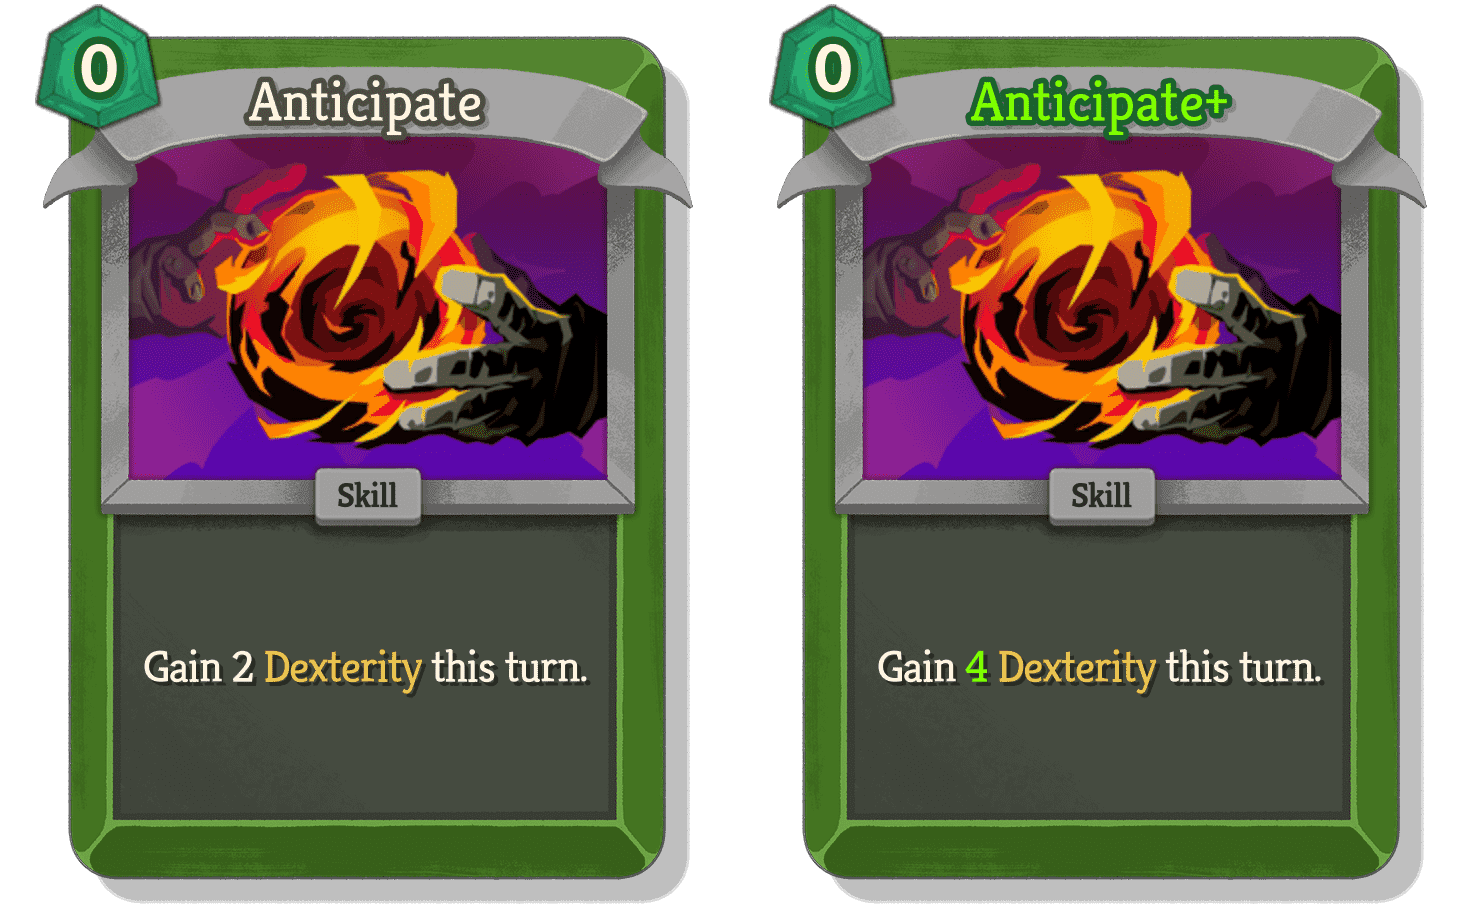 0
Anticipate
Skill
Gain 2 Dexterity this turn.
0
Anticipate+
Skill
Gain 4 Dexterity this turn.